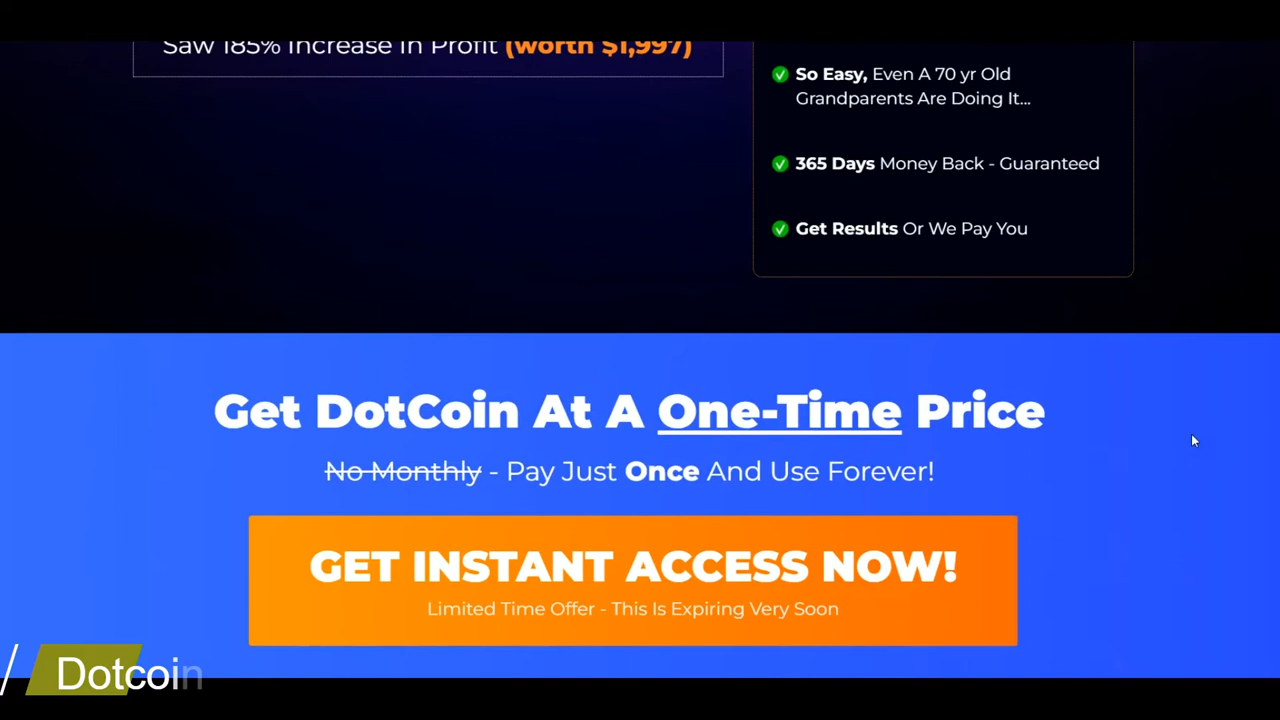 Saw 185% Increase In Profit (worth $1,997)
So Easy, Even A 70 yr Old
Grandparents Are Doing It...
365 Days Money Back - Guaranteed
Get Results Or We Pay You
Get DotCoin At A One-Time Price
No Monthly - Pay Just Once And Use Forever!
GET INSTANT ACCESS NOW!
Limited Time Offer - This Is Expiring Very Soon
/ Dotcoin